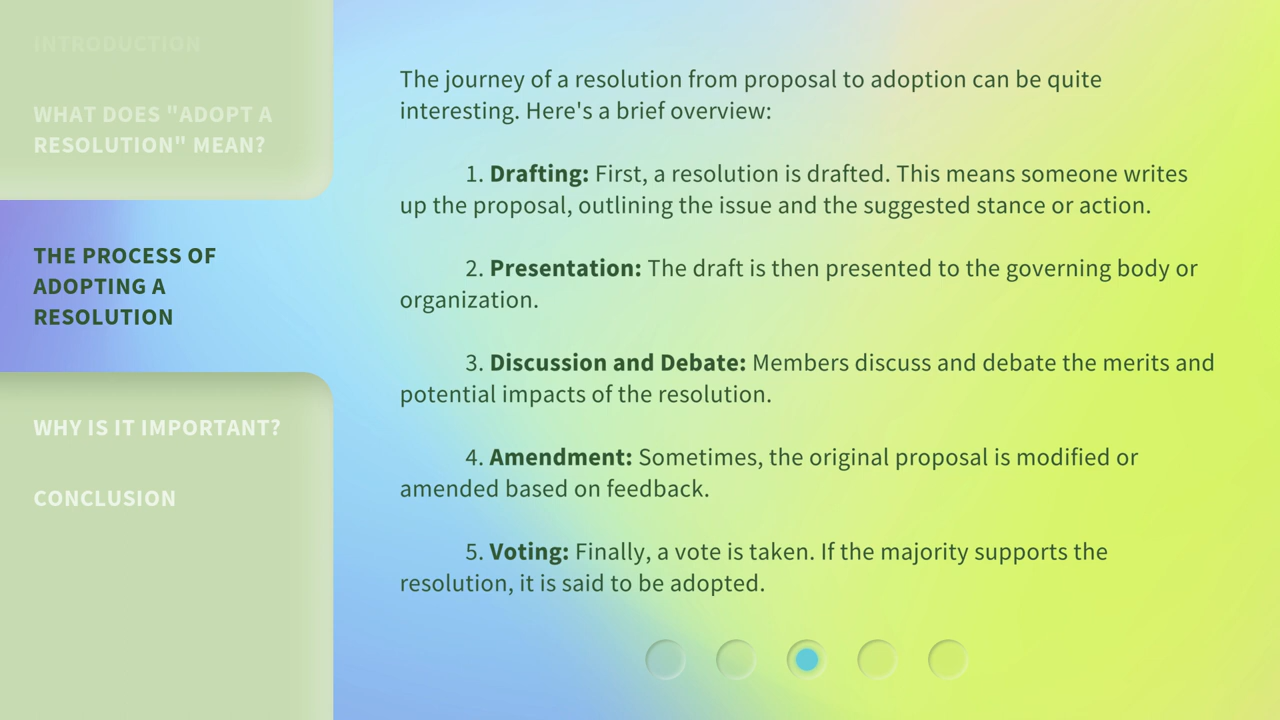 INTRODUCTION
WHAT DOES "ADOPT A
RESOLUTION" MEAN?
THE PROCESS OF
ADOPTING A
RESOLUTION
WHY IS IT IMPORTANT?
CONCLUSION
The journey of a resolution from proposal to adoption can be quite
interesting. Here's a brief overview:
1. Drafting: First, a resolution is drafted. This means someone writes
up the proposal, outlining the issue and the suggested stance or action.
2. Presentation: The draft is then presented to the governing body or
organization.
3. Discussion and Debate: Members discuss and debate the merits and
potential impacts of the resolution.
4. Amendment: Sometimes, the original proposal is modified or
amended based on feedback.
5. Voting: Finally, a vote is taken. If the majority supports the
resolution, it is said to be adopted.